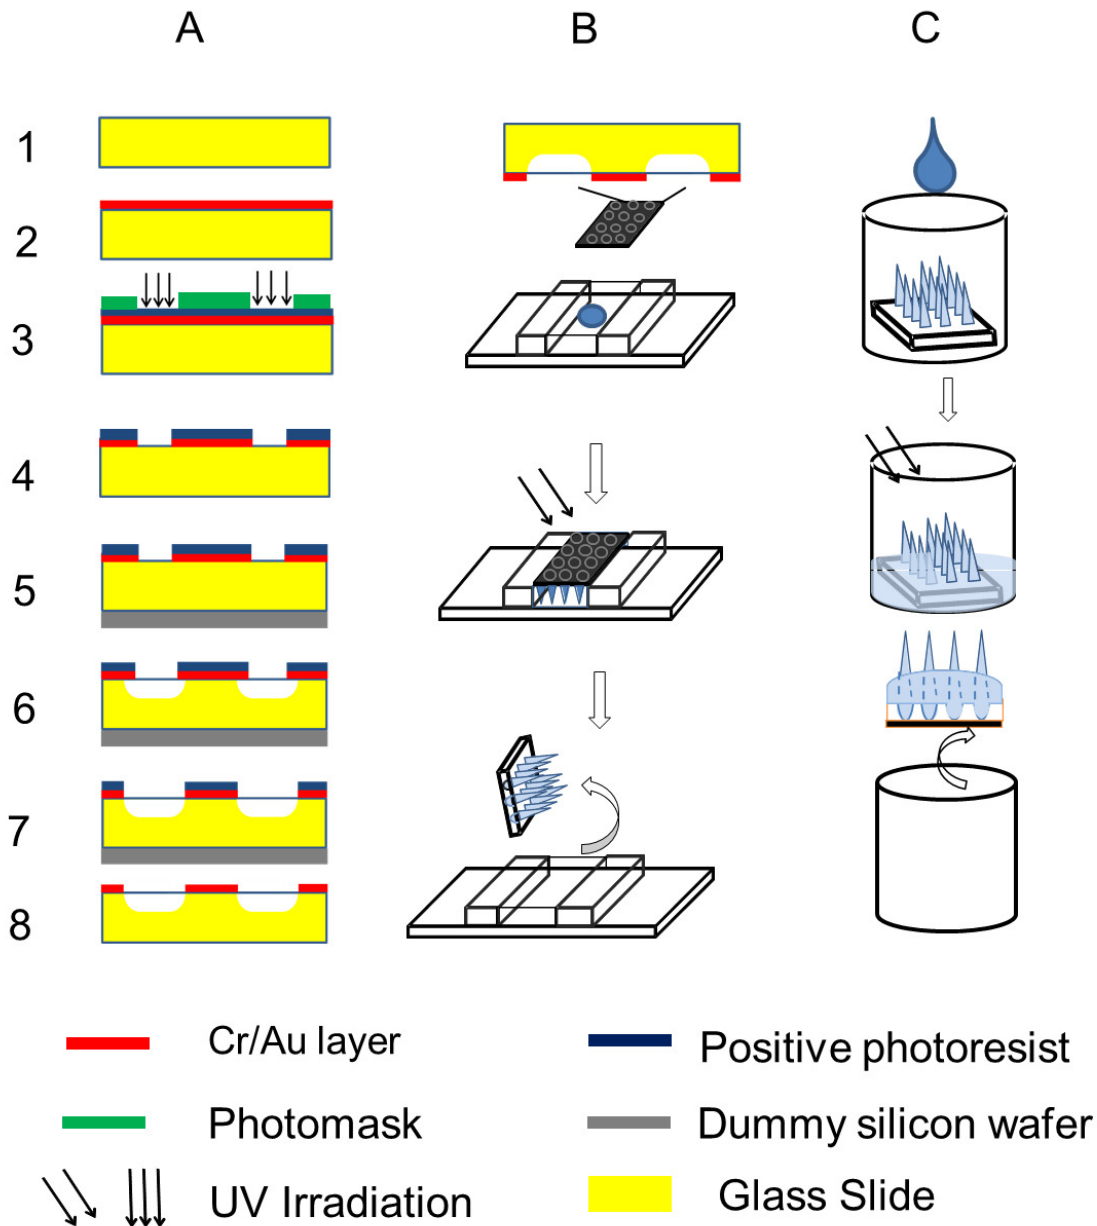 A B C
1
2
3
4
5
6
7
8
Cr/Au layer
Positive photoresist
Photomask
Dummy silicon wafer
UV Irradiation
Glass Slide